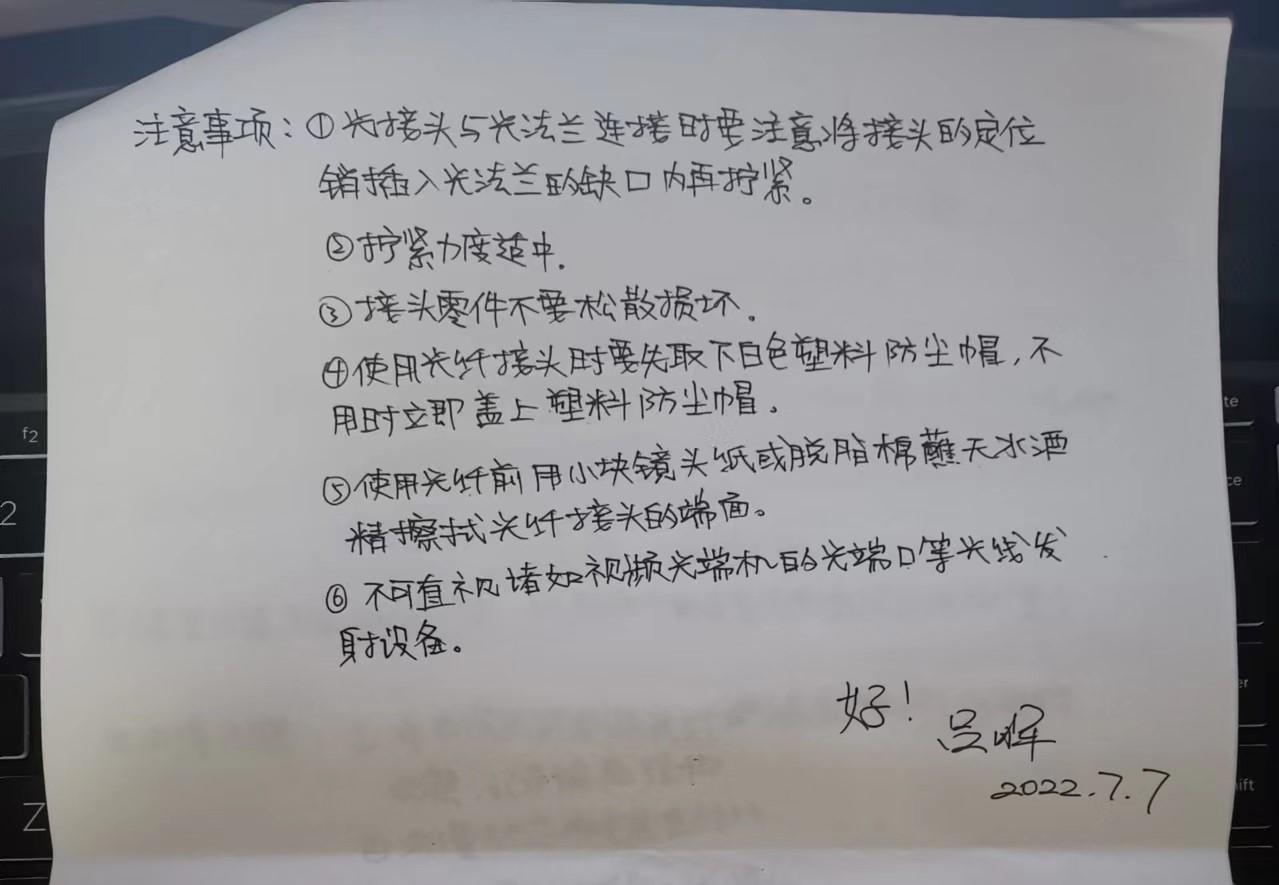 注意事项：①光接头与光法兰连接时要注意将接头的定位
销插入光法兰的缺口内再拧紧。
②拧紧力度适中.
③接头零件不要松散损坏.
④使用光纤接头时要先取下白色塑料防尘帽,不
用时立即盖上塑料防尘帽.
⑤使用光纤前用小块镜头纸或脱脂棉蘸无水酒
精擦拭光纤接头的端面。
⑥不可直视诸如视频光端机的光端口等光线发
射设备。
好！
2022.7.7
f2
2
Z
te
ce
er
ift